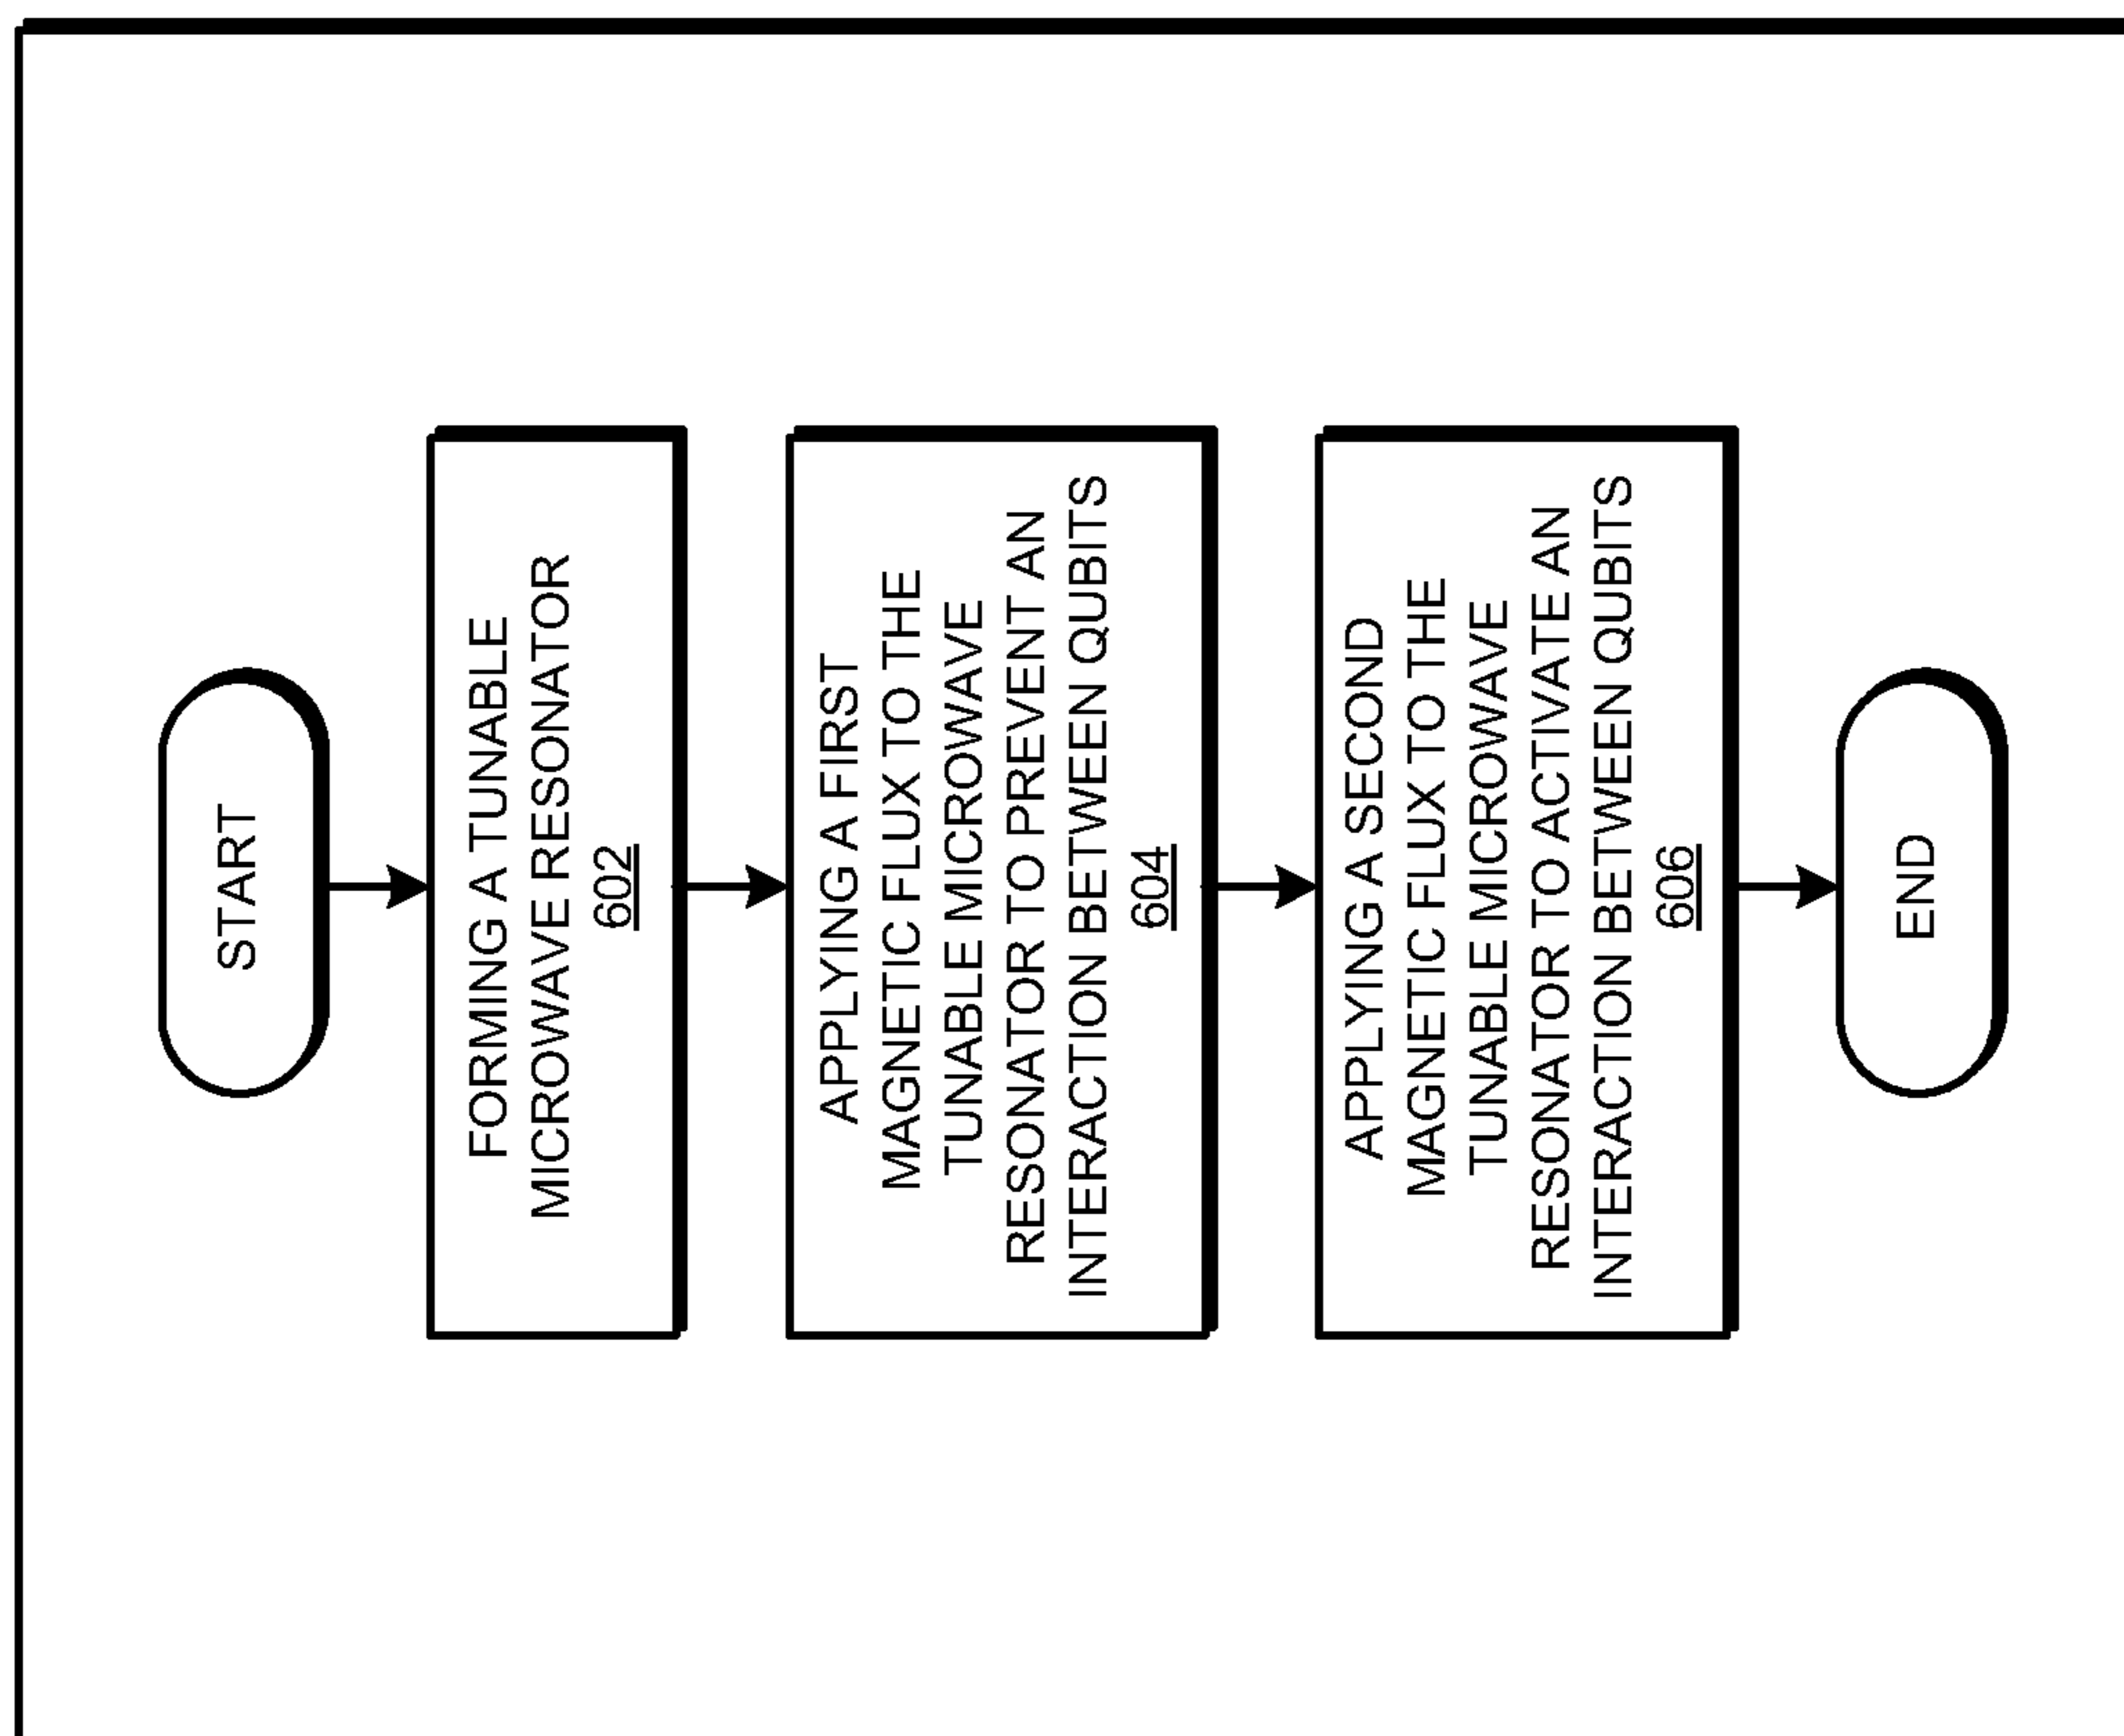 START
FORMING A TUNABLE
MICROWAVE RESONATOR
602
APPLYING A FIRST
MAGNETIC FLUX TO THE
TUNABLE MICROWAVE
RESONATOR TO PREVENT AN
INTERACTION BETWEEN QUBITS
604
APPLYING A SECOND
MAGNETIC FLUX TO THE
TUNABLE MICROWAVE
RESONATOR TO ACTIVATE AN
INTERACTION BETWEEN QUBITS
606
END